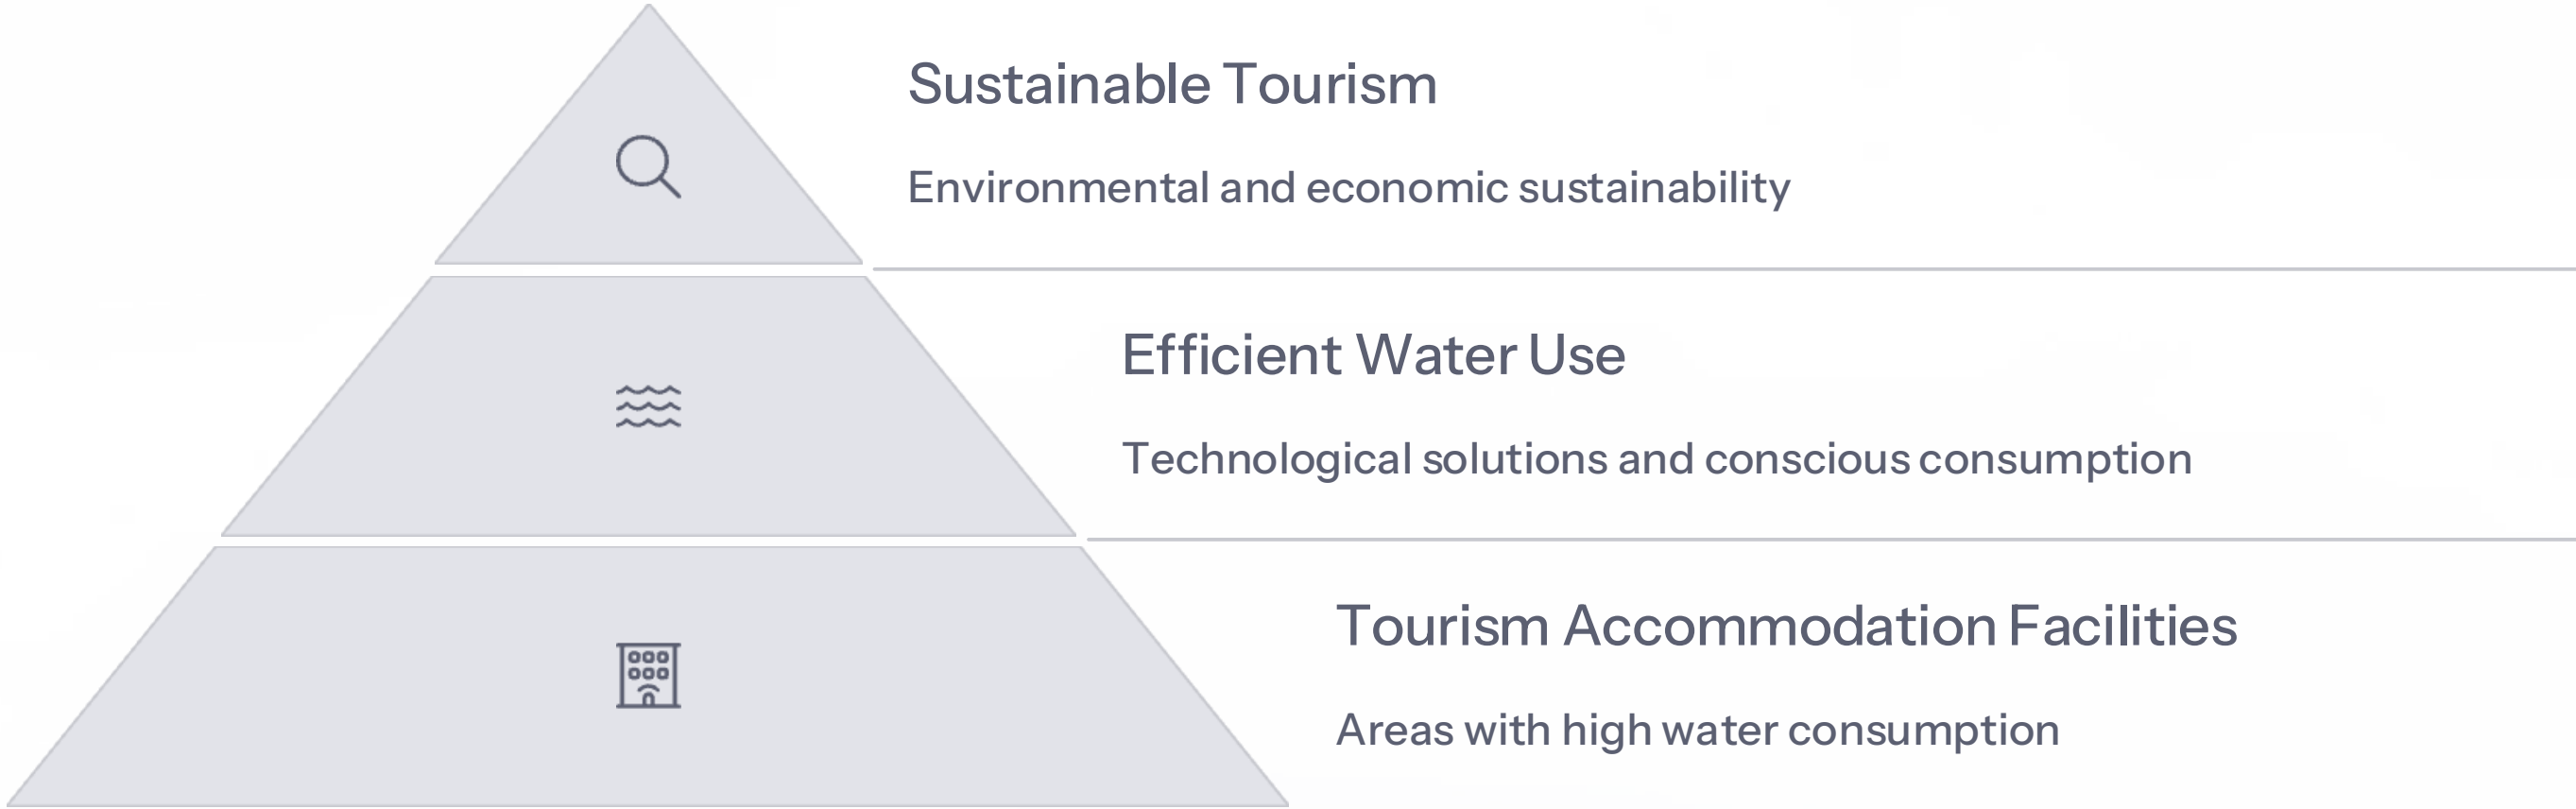 Sustainable Tourism
Environmental and economic sustainability
Efficient Water Use
Technological solutions and conscious consumption
Tourism Accommodation Facilities
Areas with high water consumption